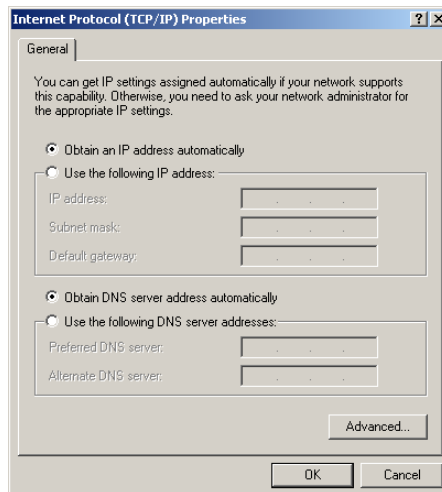 Internet Protocol (TCP/IP) Properties
General
You can get IP settings assigned automatically if your network supports
this capability. Otherwise, you need to ask your network administrator for
the appropriate IP settings.
Obtain an IP address automatically
Use the following IP address:
IP address:
Subnet mask:
Default gateway:
Obtain DNS server address automatically
Use the following DNS server addresses:
Preferred DNS server:
Alternate DNS server:
Advanced...
OK
Cancel